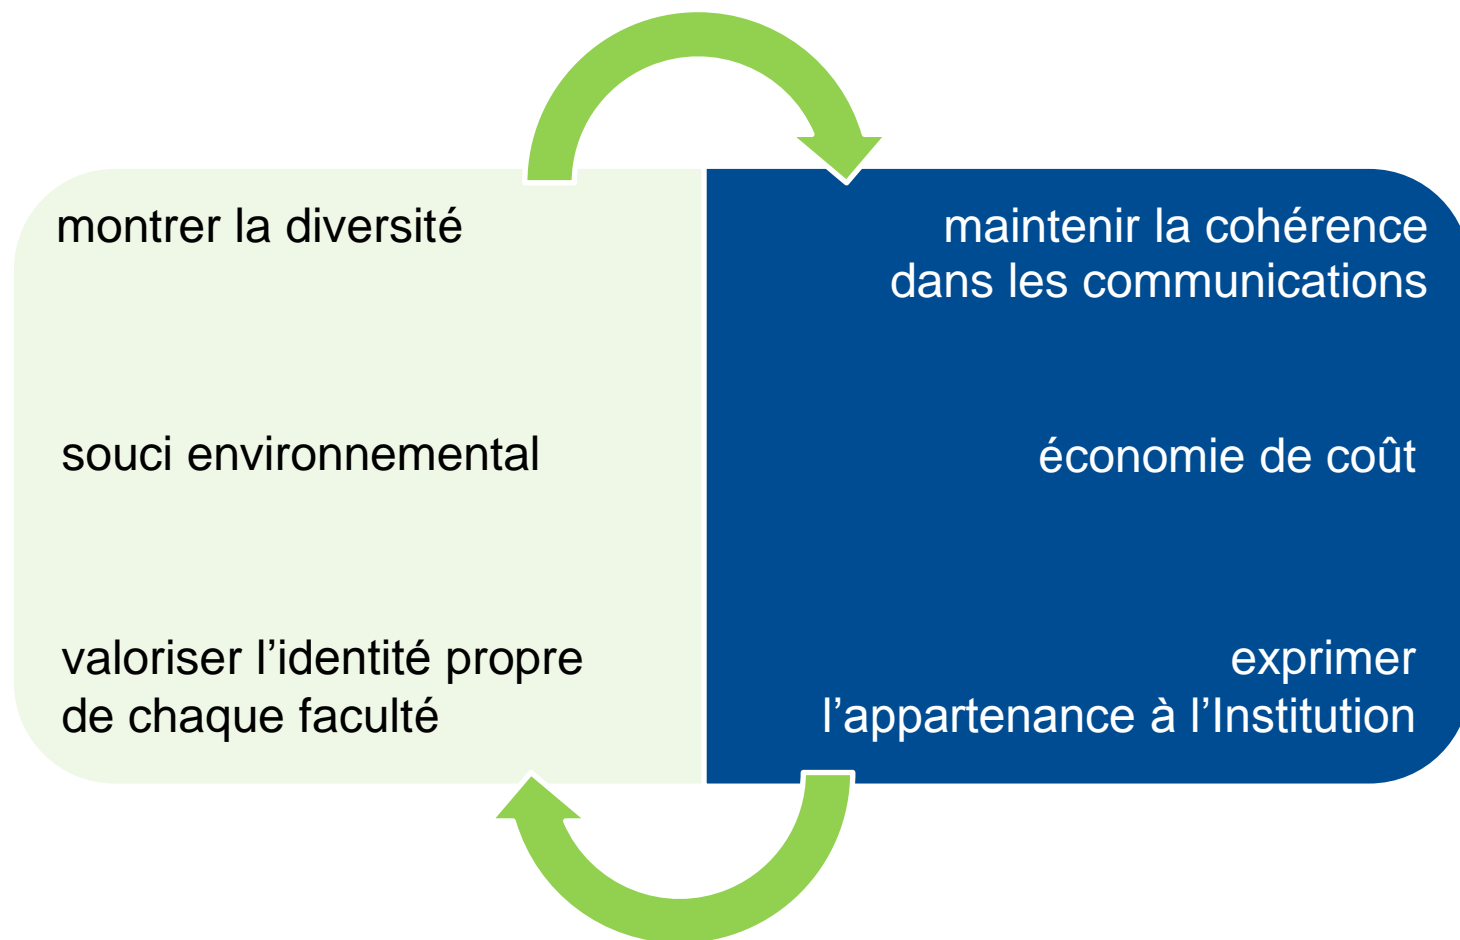 montrer la diversité
maintenir la cohérence
dans les communications
souci environnemental
économie de coût
valoriser l’identité propre
de chaque faculté
exprimer
l’appartenance à l’Institution